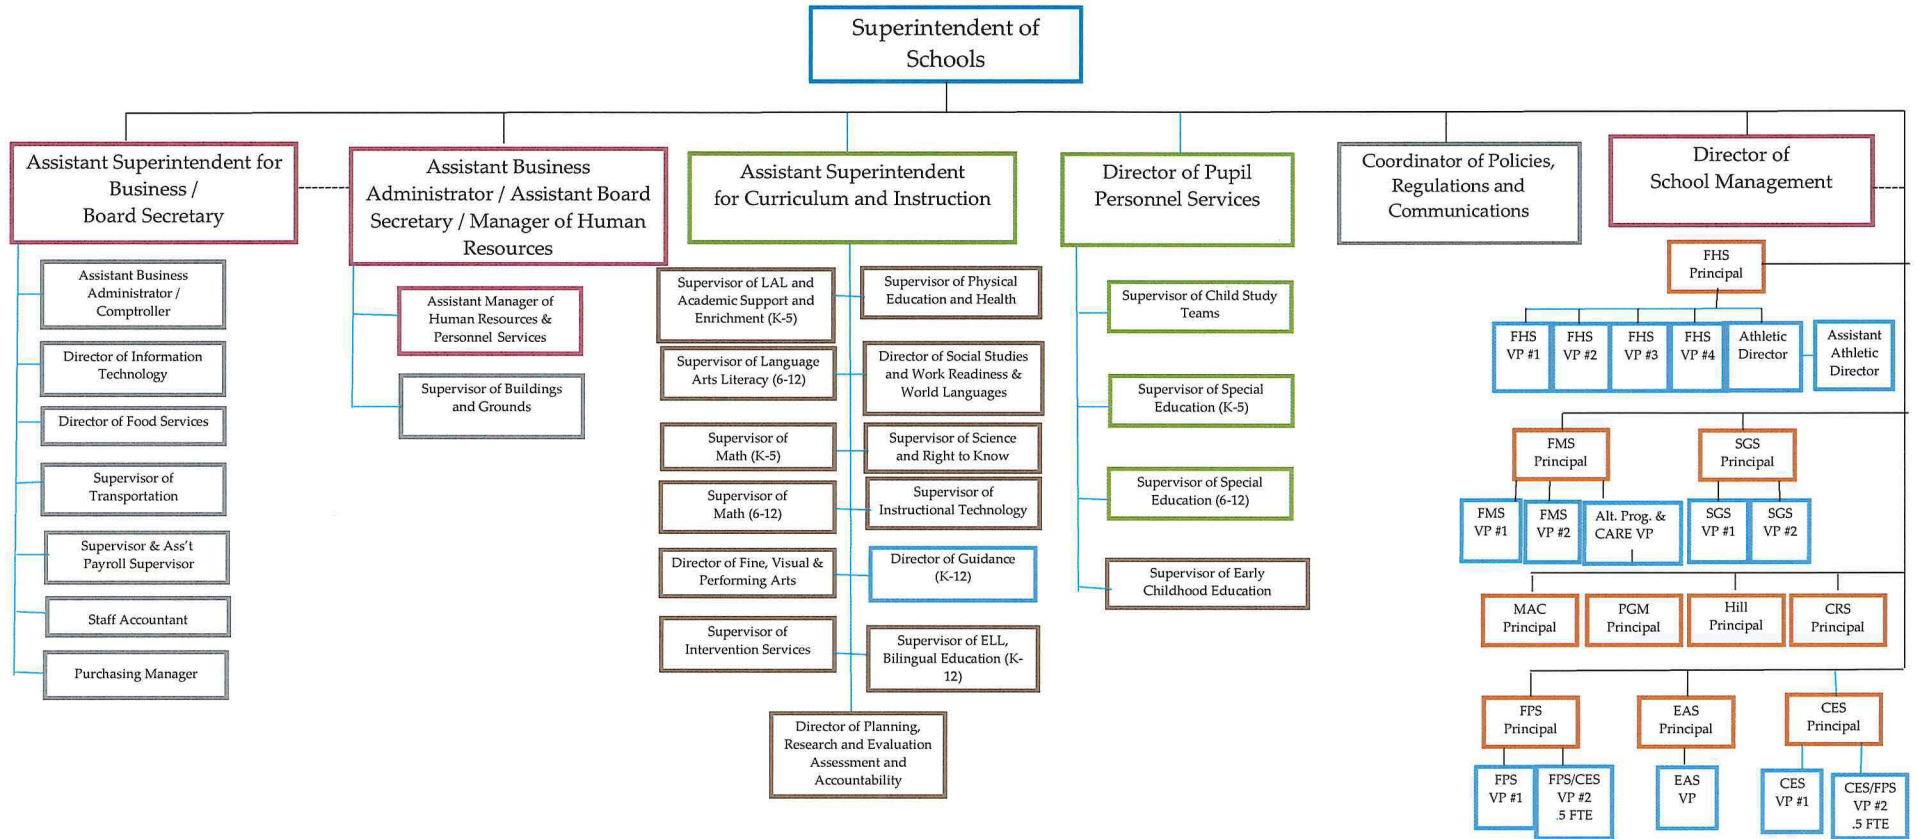 Superintendent of
Schools
Assistant Superintendent for
Business /
Board Secretary
Assistant Business
Administrator / Assistant Board
Secretary / Manager of Human
Resources
Assistant Superintendent
for Curriculum and Instruction
Director of Pupil
Personnel Services
Coordinator of Policies,
Regulations and
Communications
Director of
School Management
Assistant Business
Administrator /
Comptroller
Director of Information
Technology
Director of Food Services
Supervisor of
Transportation
Supervisor & Ass't
Payroll Supervisor
Staff Accountant
Purchasing Manager
Assistant Manager of
Human Resources &
Personnel Services
Supervisor of Buildings
and Grounds
Supervisor of LAL and
Academic Support and
Enrichment (K-5)
Supervisor of Physical
Education and Health
Supervisor of Language
Arts Literacy (6-12)
Director of Social Studies
and Work Readiness &
World Languages
Supervisor of
Math (K-5)
Supervisor of Science
and Right to Know
Supervisor of
Math (6-12)
Supervisor of
Instructional Technology
Director of Fine, Visual &
Performing Arts
Director of Guidance
(K-12)
Supervisor of
Intervention Services
Supervisor of ELL,
Bilingual Education (K-
12)
Director of Planning,
Research and Evaluation
Assessment and
Accountability
Supervisor of Child Study
Teams
Supervisor of Special
Education (K-5)
Supervisor of Special
Education (6-12)
Supervisor of Early
Childhood Education
FHS
Principal
FHS
VP #1
FHS
VP #2
FHS
VP #3
FHS
VP #4
Athletic
Director
Assistant
Athletic
Director
FMS
Principal
SGS
Principal
FMS
VP #1
FMS
VP #2
Alt. Prog. &
CARE VP
SGS
VP #1
SGS
VP #2
MAC
Principal
PGM
Principal
Hill
Principal
CRS
Principal
FPS
Principal
EAS
Principal
CES
Principal
FPS
VP #1
FPS/CES
VP #2
.5 FTE
EAS
VP
CES
VP #1
CES/FPS
VP #2
.5 FTE